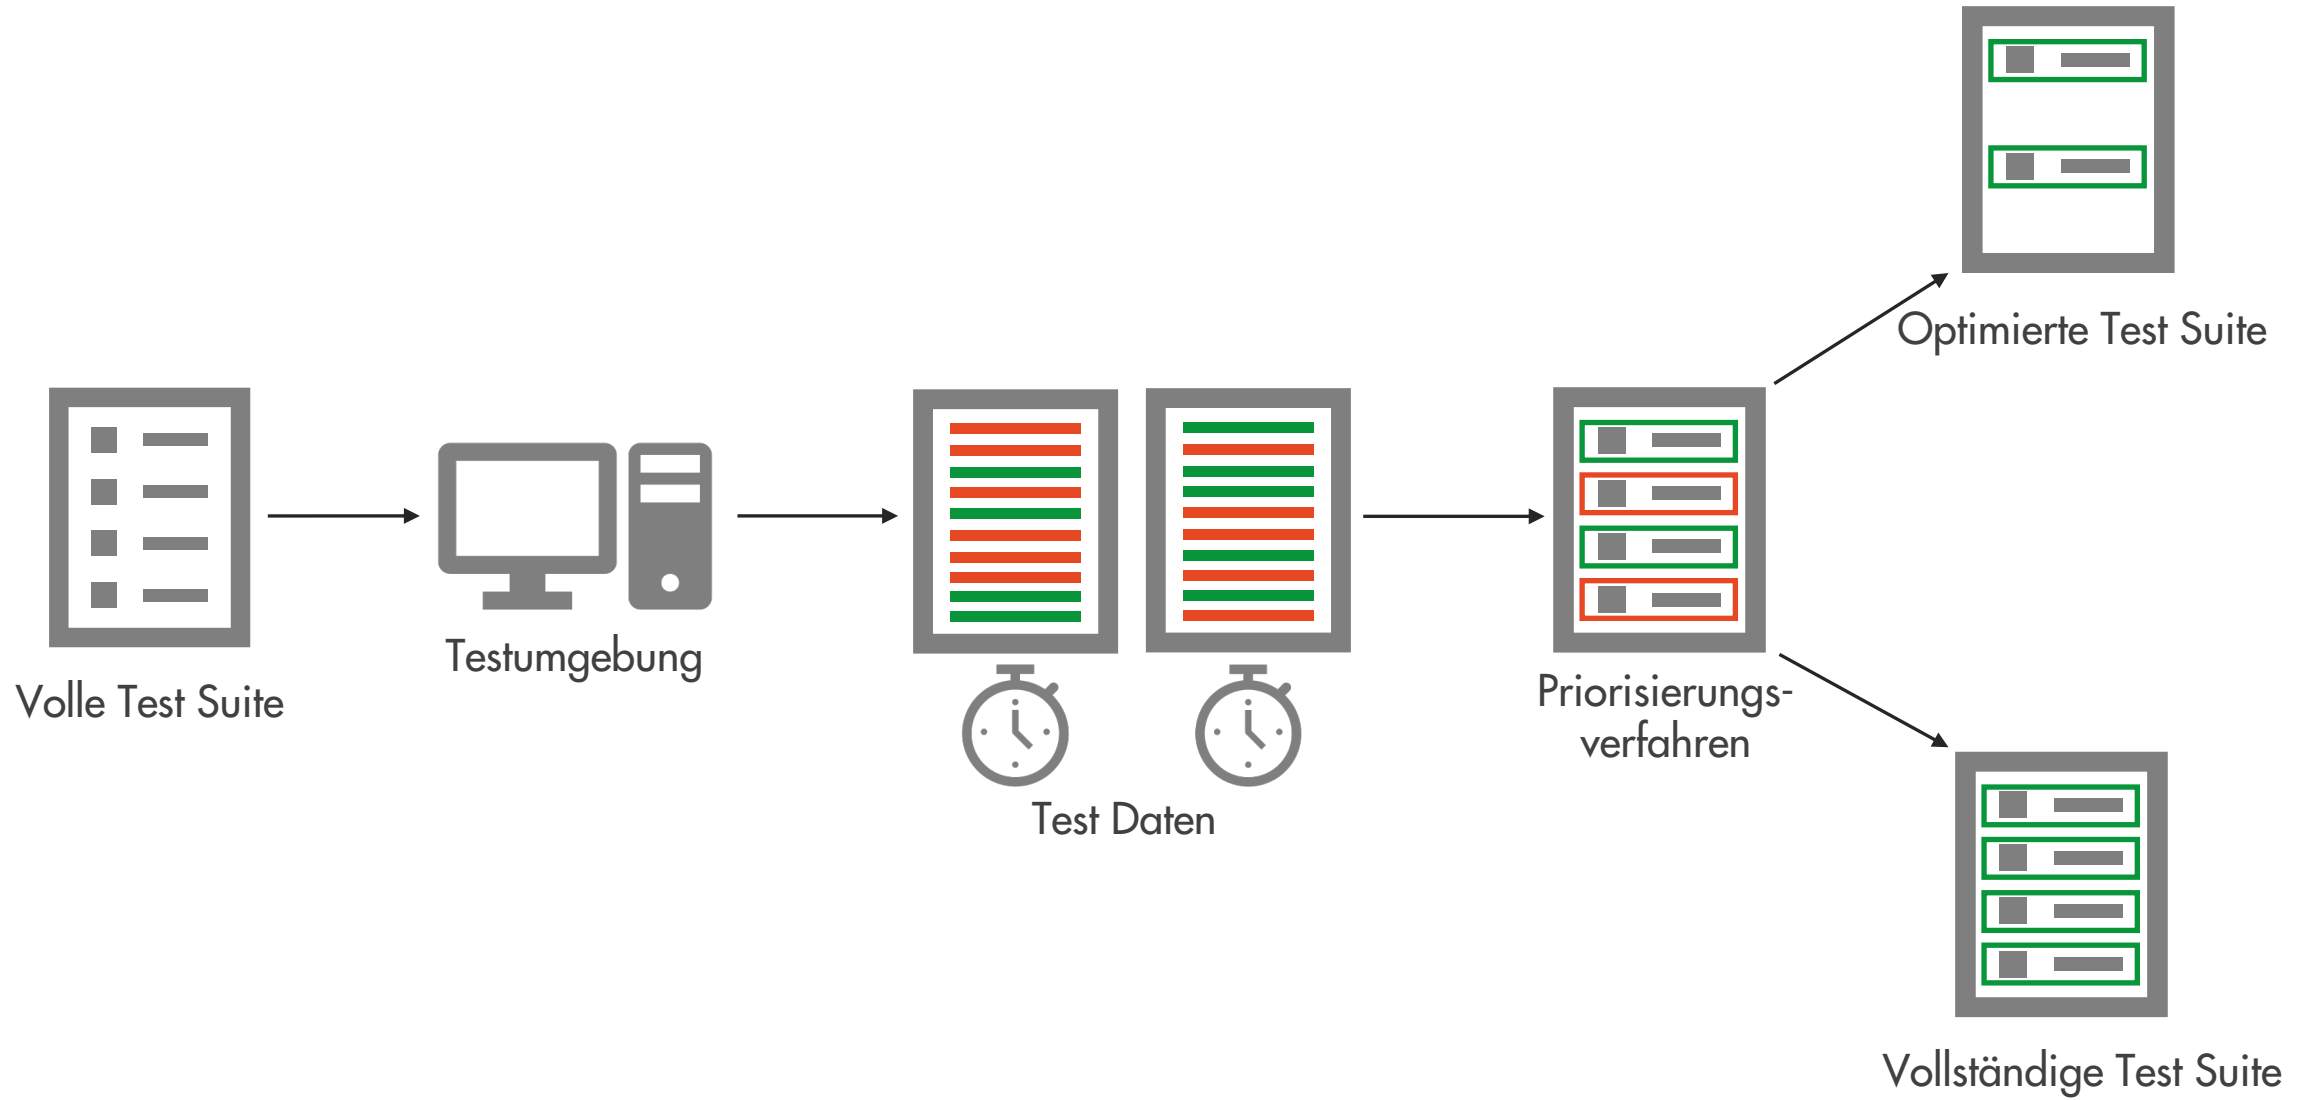 Volle Test Suite
Testumgebung
Test Daten
Priorisierungs-
verfahren
Optimierte Test Suite
Vollständige Test Suite